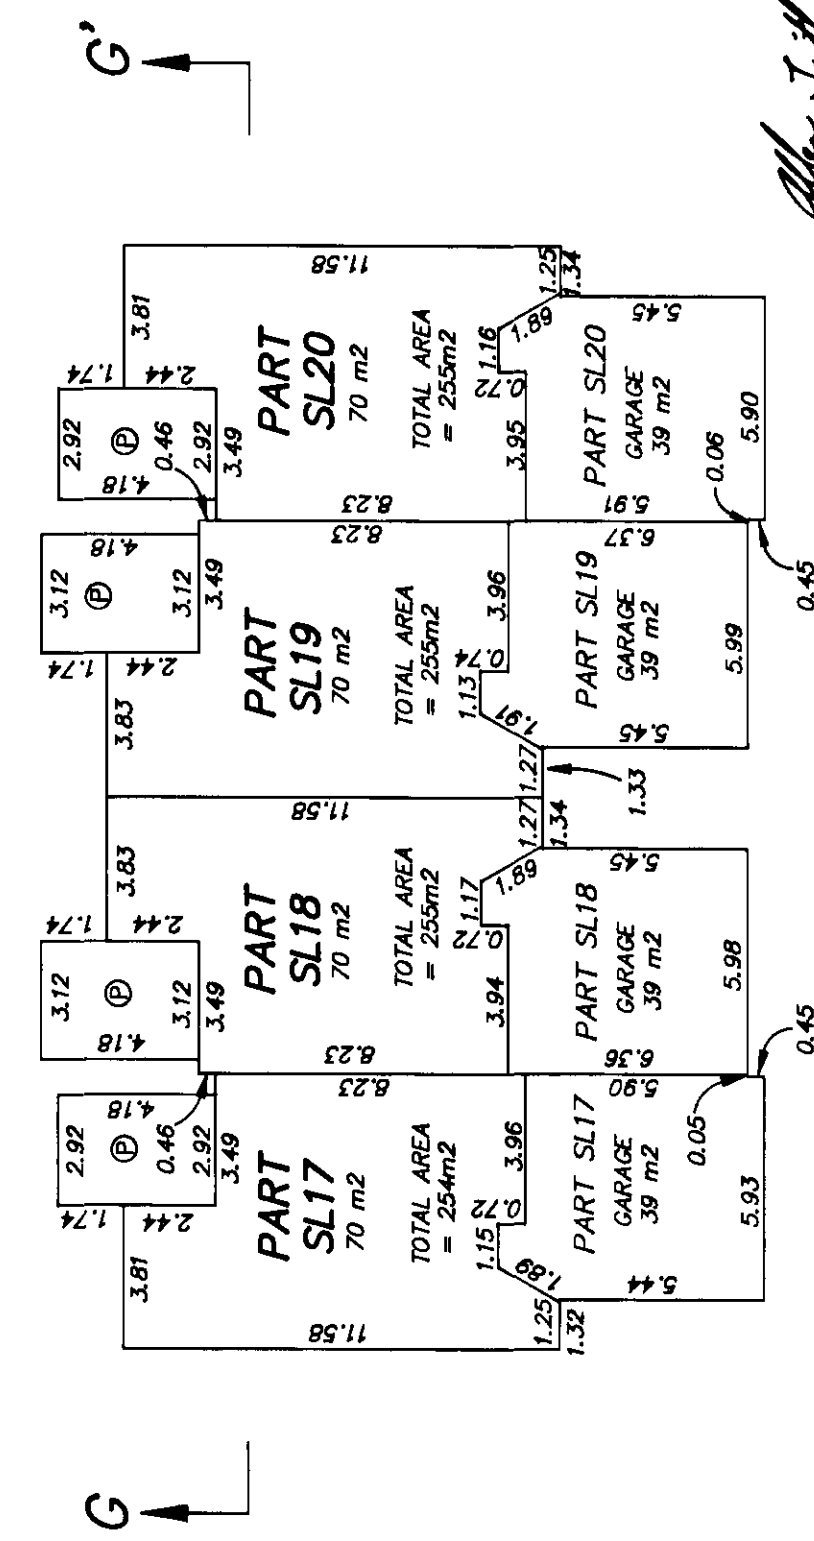 G
G'
2.92
P
4.18
1.74
2.44
0.46
2.92
3.49
3.81
11.58
PART
SL17
70 m2
8.23
TOTAL AREA
= 254m2
3.96
0.72
1.15
1.89
1.25
1.32
PART SL17
GARAGE
39 m2
5.90
5.44
5.93
0.05
0.45
3.12
P
4.18
1.74
2.44
3.12
3.49
3.83
8.23
PART
SL18
70 m2
11.58
TOTAL AREA
= 255m2
3.94
0.72
1.17
1.89
1.27
1.34
PART SL18
GARAGE
39 m2
6.36
5.45
5.98
3.12
P
4.18
1.74
2.44
3.12
3.49
3.83
PART
SL19
70 m2
8.23
TOTAL AREA
= 255m2
3.96
0.74
1.13
1.91
1.27
1.33
PART SL19
GARAGE
39 m2
6.37
5.45
5.99
0.06
0.45
2.92
P
4.18
1.74
2.44
0.46
2.92
3.49
3.81
PART
SL20
70 m2
8.23
11.58
TOTAL AREA
= 255m2
3.95
0.72
1.16
1.89
1.25
1.34
PART SL20
GARAGE
39 m2
5.91
5.45
5.90